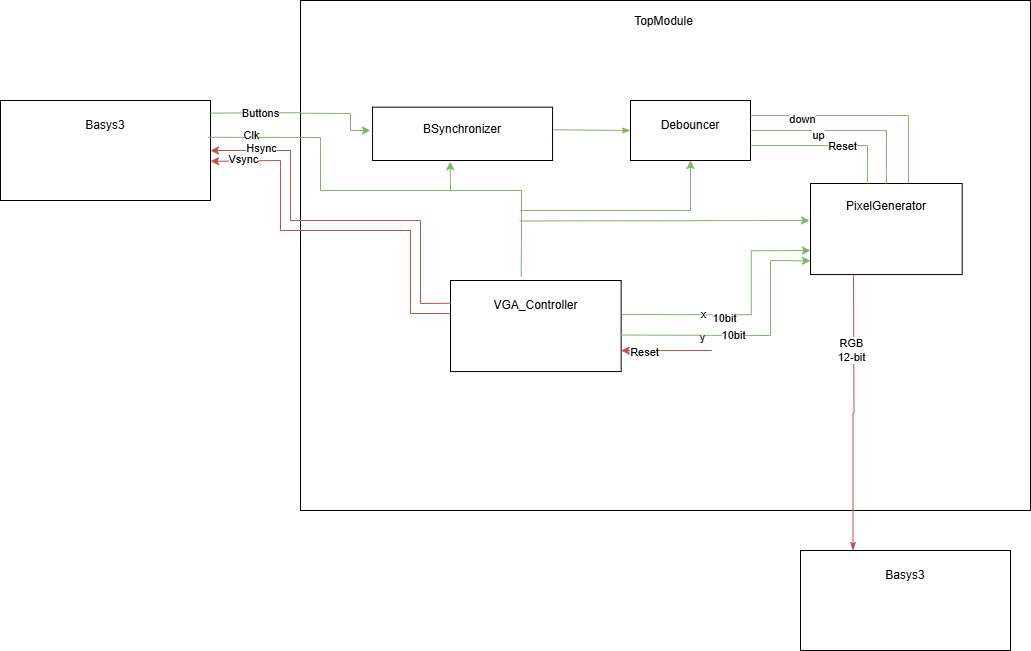 TopModule
Basys3
Buttons
Clk
Hsync
Vsync
BSynchronizer
Debouncer
down
up
Reset
PixelGenerator
VGA_Controller
x 10bit
y 10bit
Reset
RGB
12-bit
Basys3